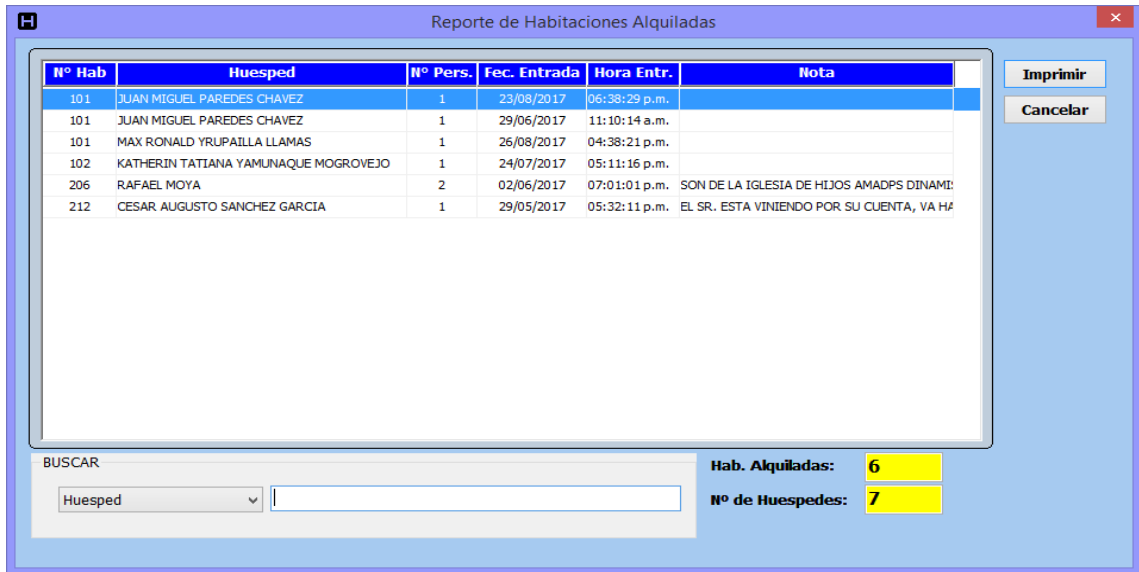 H
Reporte de Habitaciones Alquiladas
Nº Hab Huesped Nº Pers. Fec. Entrada Hora Entr. Nota
101 JUAN MIGUEL PAREDES CHAVEZ 1 23/08/2017 06:38:29 p.m.
101 JUAN MIGUEL PAREDES CHAVEZ 1 29/06/2017 11:10:14 a.m.
101 MAX RONALD YRUPAILLA LLAMAS 1 26/08/2017 04:38:21 p.m.
102 KATHERIN TATIANA YAMUNAQUE MOGROVEJO 1 24/07/2017 05:11:16 p.m.
206 RAFAEL MOYA 2 02/06/2017 07:01:01 p.m. SON DE LA IGLESIA DE HIJOS AMADPS DINAMI
212 CESAR AUGUSTO SANCHEZ GARCIA 1 29/05/2017 05:32:11 p.m. EL SR. ESTA VINIENDO POR SU CUENTA, VA HA
Imprimir
Cancelar
BUSCAR
Huesped
Hab. Alquiladas: 6
Nº de Huespedes: 7